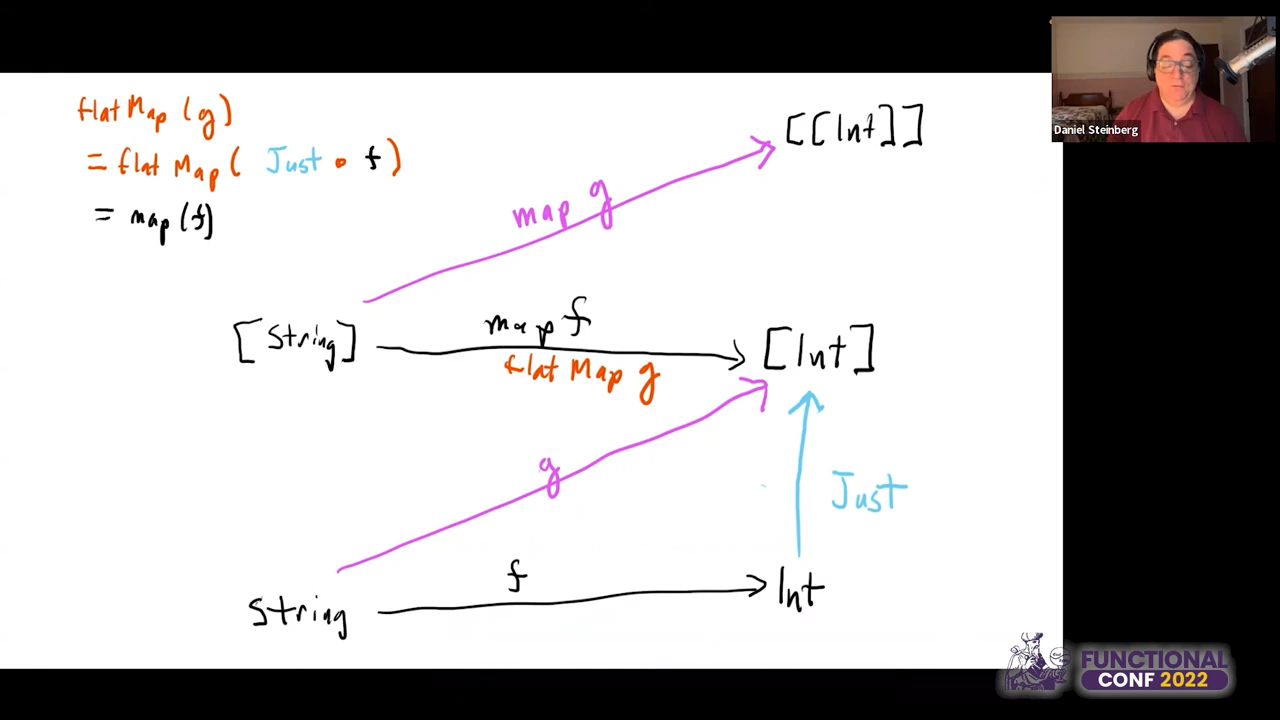 flatMap(g)
= flatMap( Just • f)
= map(f)
[[Int]]
map g
[String]
map f
flatMap g
[Int]
g
Just
f
String
Int
Daniel Steinberg
FUNCTIONAL
CONF 2022